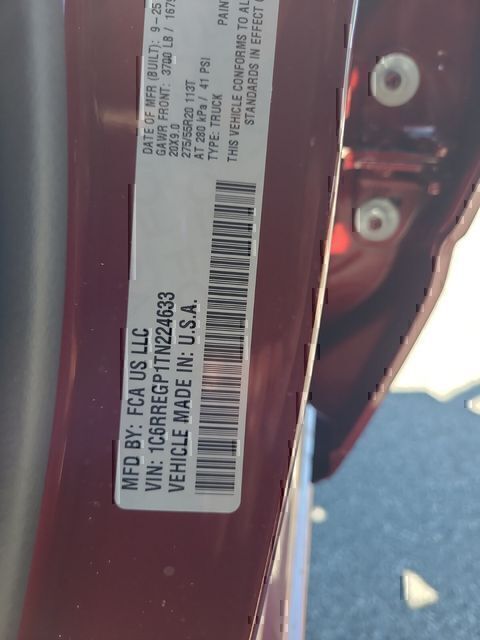 MFD BY: FCA US LLC
VIN: 1C6RREGP1TN224633
VEHICLE MADE IN: U.S.A.
DATE OF MFR (BUILT): 9-25
GAWR FRONT: 3700 LB /
20X9.0
275/55R20 113T
AT 280 kPa / 41 PSI
TYPE: TRUCK
THIS VEHICLE CONFORMS TO
STANDARDS IN EFFECT